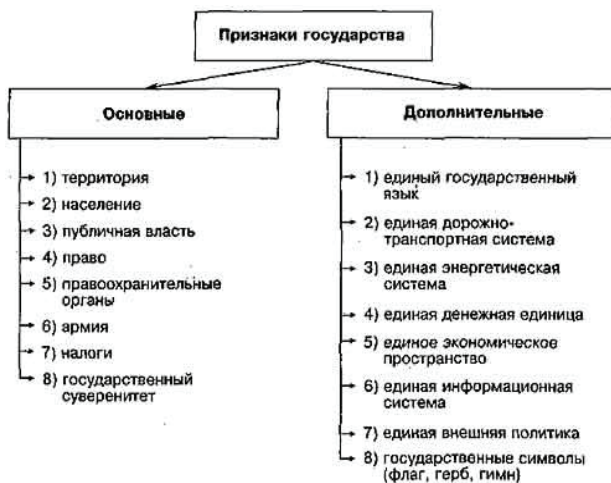 Признаки государства
Основные
1) территория
2) население
3) публичная власть
4) право
5) правоохранительные
органы
6) армия
7) налоги
8) государственный
суверенитет
Дополнительные
1) единый государственный
язык
2) единая дорожно-
транспортная система
3) единая энергетическая
система
4) единая денежная единица
5) единое экономическое
пространство
6) единая информационная
система
7) единая внешняя политика
8) государственные символы
(флаг, герб, гимн)